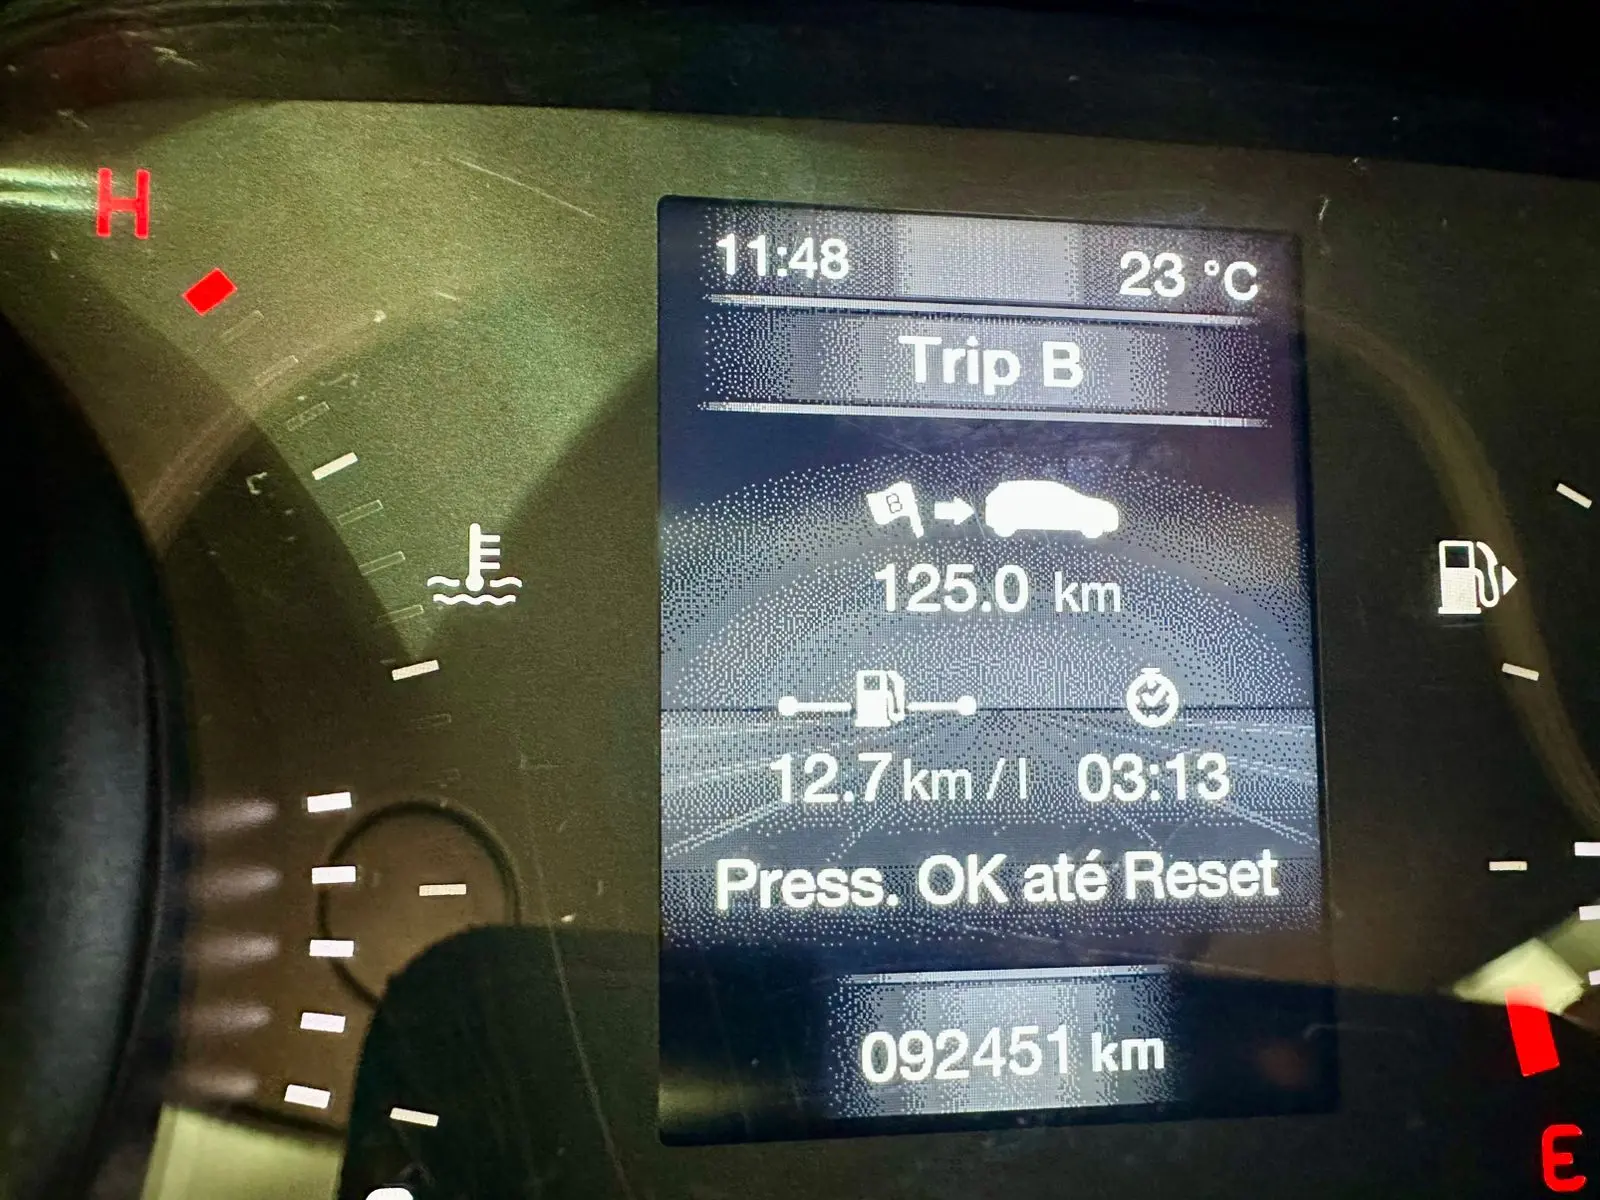 H
11:48 23 °C
Trip B
B
125.0 km
12.7 km / l 03:13
Press. OK até Reset
092451 km
E